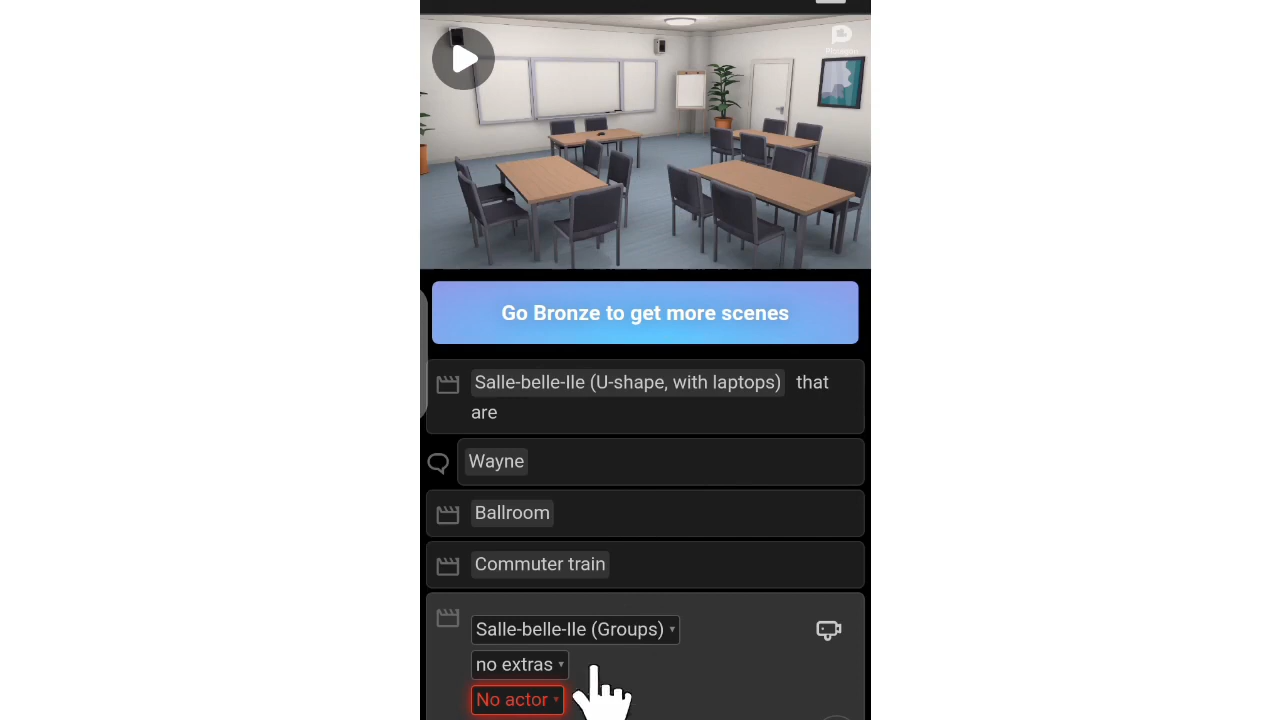 Go Bronze to get more scenes
Salle-belle-Ile (U-shape, with laptops) that
are
Wayne
Ballroom
Commuter train
Salle-belle-Ile (Groups)
no extras
No actor